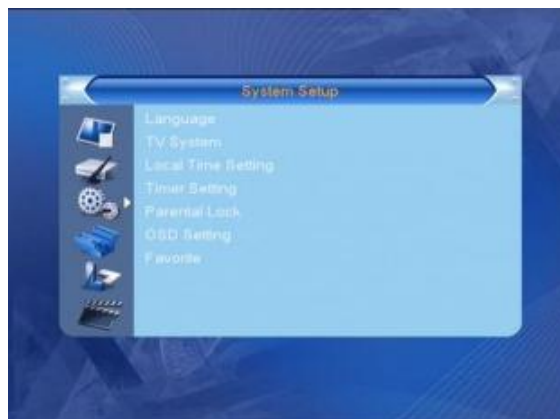 System Setup
Language
TV System
Local Time Setting
Timer Setting
Parental Lock
OSD Setting
Favorite